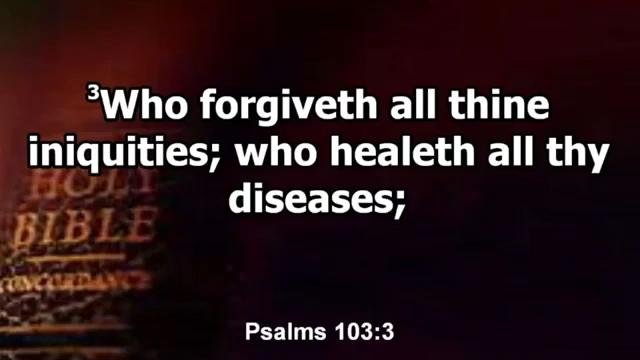 ³Who forgiveth all thine
iniquities; who healeth all thy
diseases;
HOLY
BIBLE
CONCORDANCE
Psalms 103:3